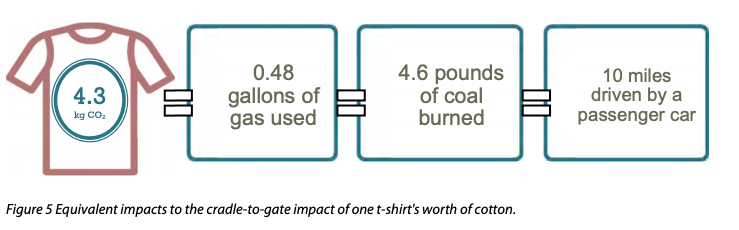 4.3
kg CO₂
0.48
gallons of
gas used
4.6 pounds
of coal
burned
10 miles
driven by a
passenger car
Figure 5 Equivalent impacts to the cradle-to-gate impact of one t-shirt's worth of cotton.